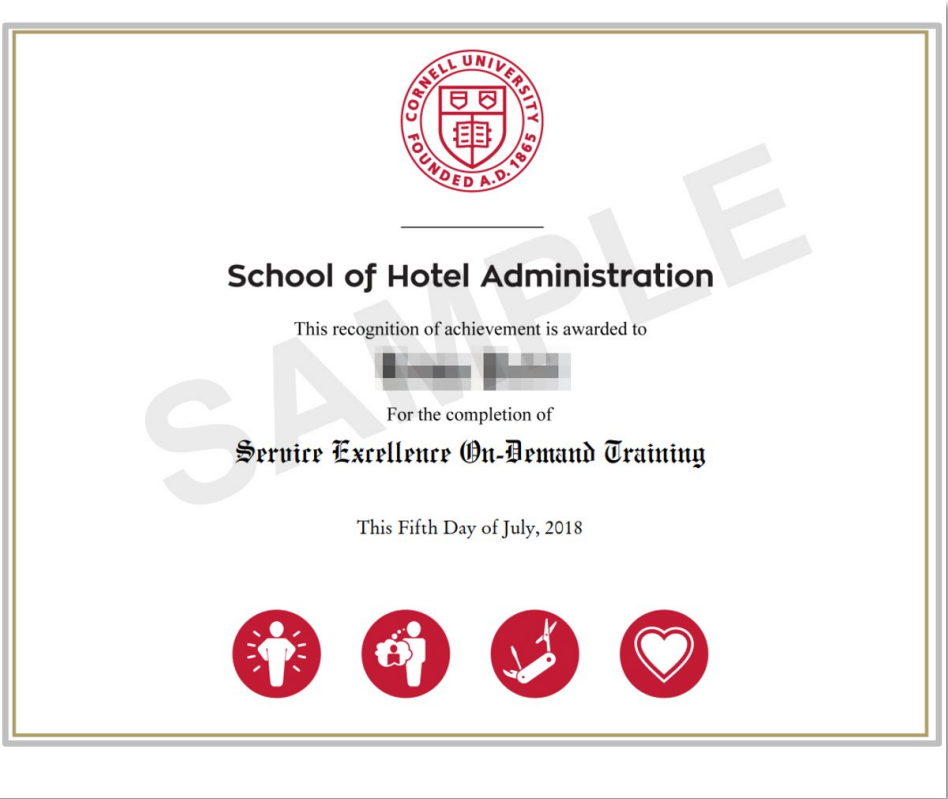 CORNELL UNIVERSITY
FOUNDED A.D. 1865
School of Hotel Administration
This recognition of achievement is awarded to
For the completion of
Service Excellence On-Demand Training
This Fifth Day of July, 2018
SAMPLE